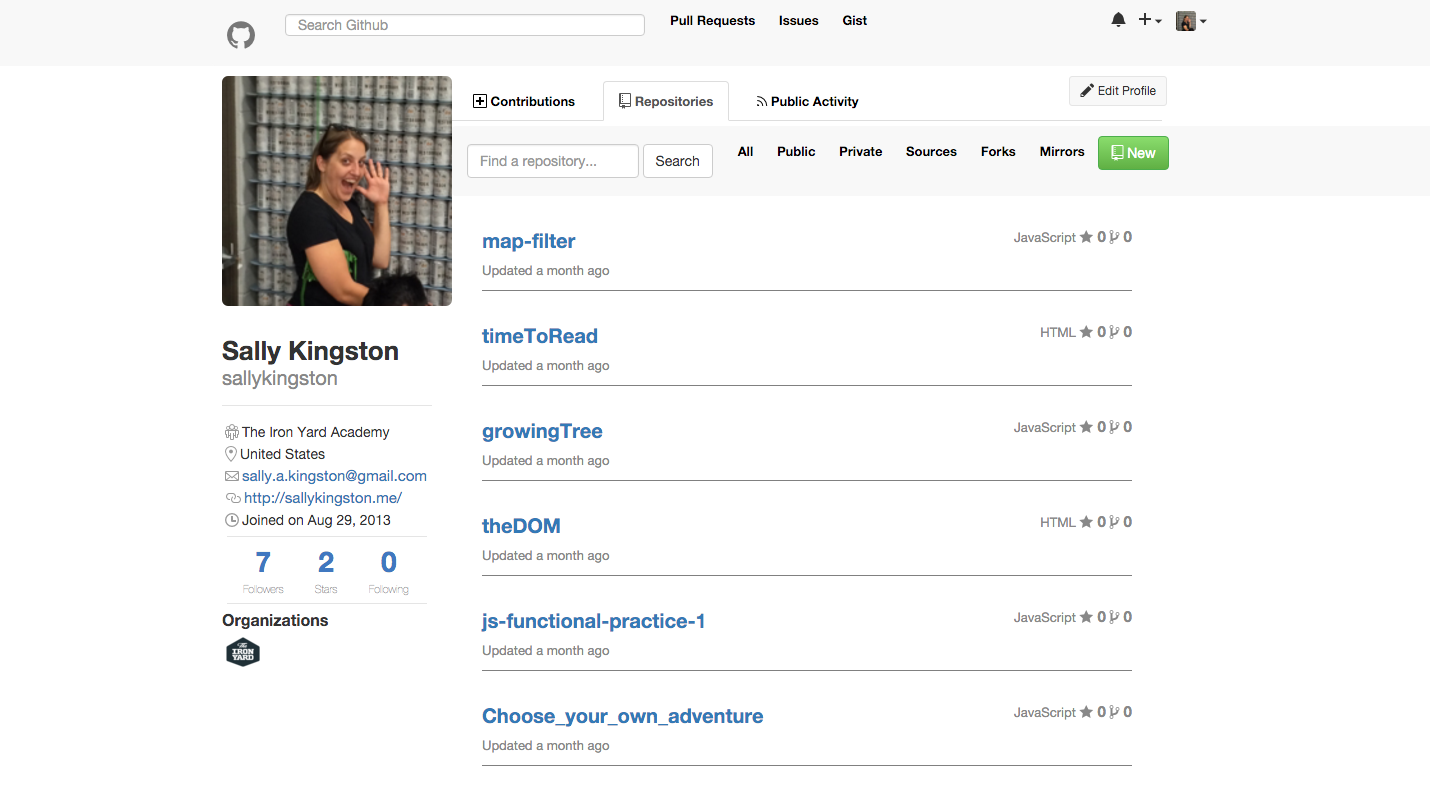 Search Github Pull Requests Issues Gist
Contributions Repositories Public Activity Edit Profile
Find a repository... Search All Public Private Sources Forks Mirrors New
Sally Kingston
sallykingston
The Iron Yard Academy
United States
sally.a.kingston@gmail.com
http://sallykingston.me/
Joined on Aug 29, 2013
7 2 0
Followers Stars Following
Organizations
The
IRON
YARD
map-filter JavaScript 0 0
Updated a month ago
timeToRead HTML 0 0
Updated a month ago
growingTree JavaScript 0 0
Updated a month ago
theDOM HTML 0 0
Updated a month ago
js-functional-practice-1 JavaScript 0 0
Updated a month ago
Choose_your_own_adventure JavaScript 0 0
Updated a month ago